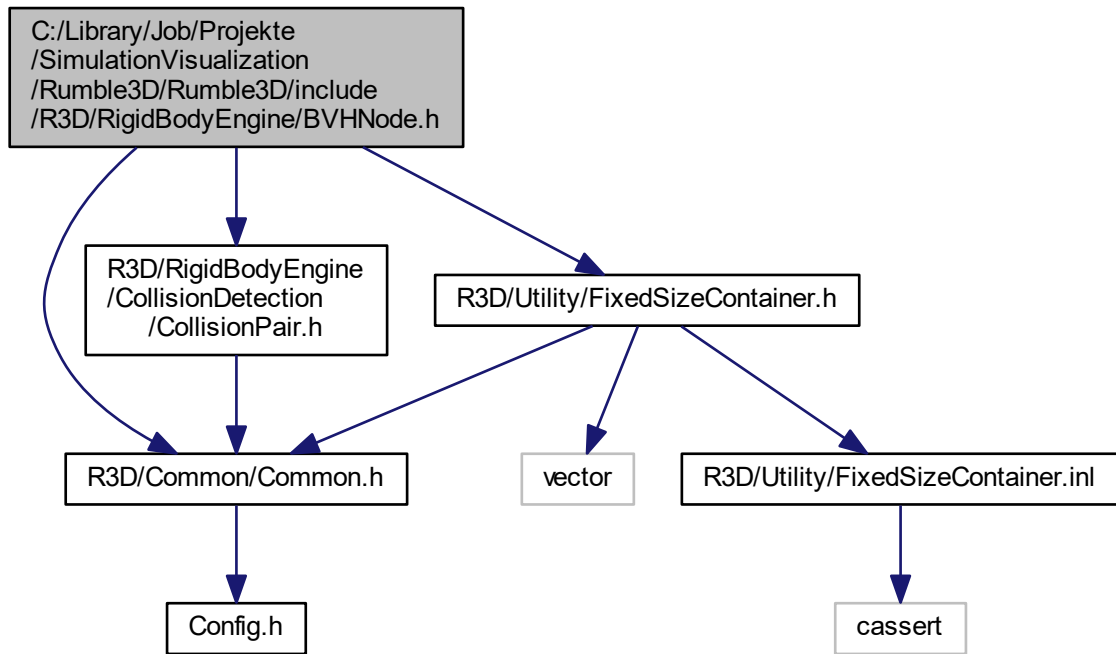 C:/Library/Job/Projekte
/SimulationVisualization
/Rumble3D/Rumble3D/include
/R3D/RigidBodyEngine/BVHNode.h
R3D/RigidBodyEngine
/CollisionDetection
/CollisionPair.h
R3D/Utility/FixedSizeContainer.h
R3D/Common/Common.h
vector
R3D/Utility/FixedSizeContainer.inl
Config.h
cassert